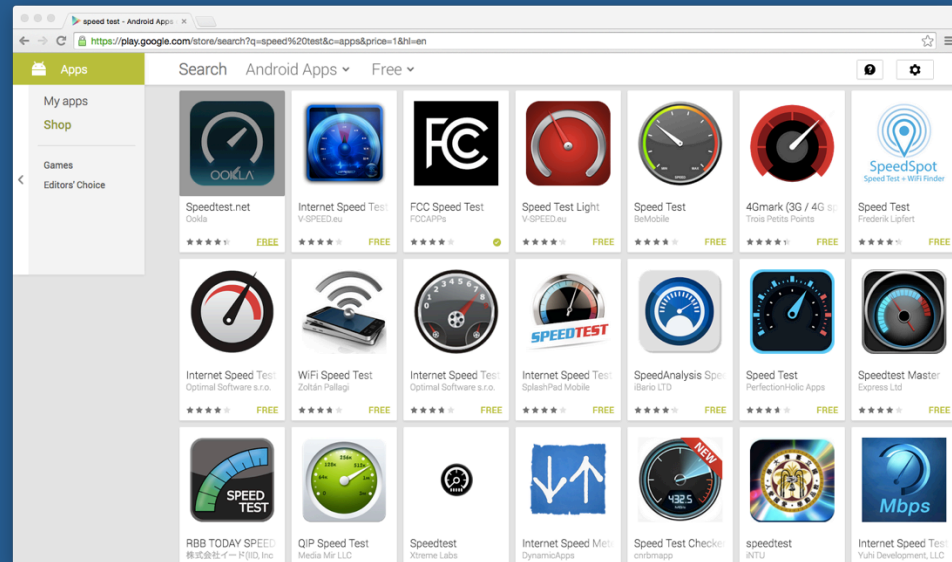 speed test - Android Apps
https://play.google.com/store/search?q=speed%20test&c=apps&price=1&hl=en
Apps
Search Android Apps Free
My apps
Shop
Games
Editors' Choice
OOKLA
FC
SpeedSpot
Speed Test + WiFi Finder
Speedtest.net Internet Speed Test FCC Speed Test Speed Test Light Speed Test 4Gmark (3G / 4G sp Speed Test
Ookla V-SPEED.eu FCCAPPs V-SPEED.eu BeMobile Trois Petits Points Frederik Lipfert
FREE FREE FREE FREE FREE FREE
SPEEDTEST
Internet Speed Test WiFi Speed Test Internet Speed Test Internet Speed Test SpeedAnalysis Spee Speed Test Speedtest Master
Optimal Software s.r.o. Zoltán Pallagi Optimal Software s.r.o. SplashPad Mobile iBario LTD PerfectionHolic Apps Express Ltd
FREE FREE FREE FREE FREE FREE FREE
SPEED
TEST
NEW
432.5
Mbps
RBB TODAY SPEED QIP Speed Test Speedtest Internet Speed Mete Speed Test Checker speedtest Internet Speed Test
株式会社イード(IID, Inc Media Mir LLC Xtreme Labs DynamicApps cnrbmapp iNTU Yuhi Development, LLC